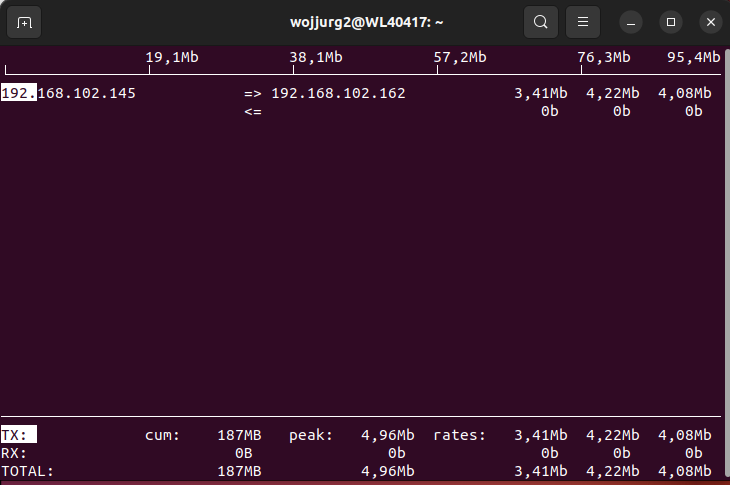 wojjurg2@WL40417: ~
19,1Mb 38,1Mb 57,2Mb 76,3Mb 95,4Mb
192.168.102.145 => 192.168.102.162 3,41Mb 4,22Mb 4,08Mb
<= 0b 0b 0b
TX: cum: 187MB peak: 4,96Mb rates: 3,41Mb 4,22Mb 4,08Mb
RX: 0B 0b 0b 0b 0b
TOTAL: 187MB 4,96Mb 3,41Mb 4,22Mb 4,08Mb